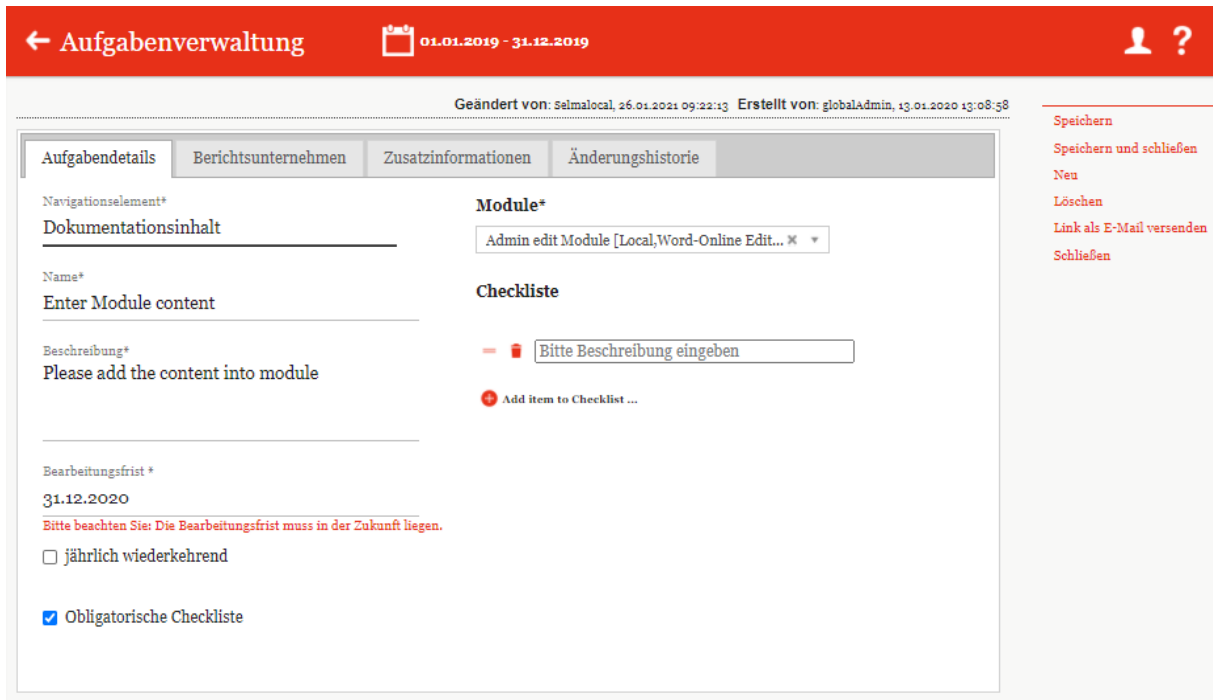 Aufgabenverwaltung
01.01.2019 - 31.12.2019
?
Geändert von: Selmalocal, 26.01.2021 09:22:13 Erstellt von: globalAdmin, 13.01.2020 13:08:58
Speichern
Speichern und schließen
Neu
Löschen
Link als E-Mail versenden
Schließen
Aufgabendetails Berichtsunternehmen Zusatzinformationen Änderungshistorie
Navigationselement*
Dokumentationsinhalt
Name*
Enter Module content
Beschreibung*
Please add the content into module
Bearbeitungsfrist *
31.12.2020
Bitte beachten Sie: Die Bearbeitungsfrist muss in der Zukunft liegen.
jährlich wiederkehrend
Obligatorische Checkliste
Module*
Admin edit Module [Local,Word-Online Edit...
Checkliste
Bitte Beschreibung eingeben
Add item to Checklist ...